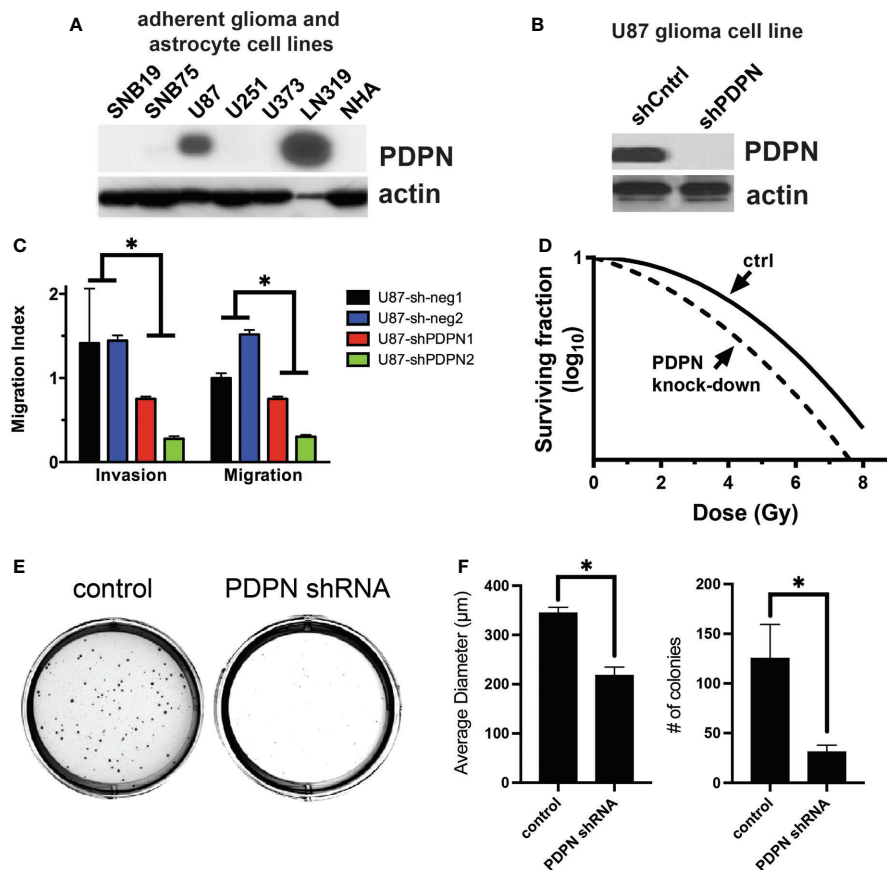 A
adherent glioma and
astrocyte cell lines
SNB19
SNB75
U87
U251
U373
LN319
NHA
PDPN
actin
B
U87 glioma cell line
shCntrl
shPDPN
PDPN
actin
C
Migration Index
2
1
0
*
*
Invasion
Migration
U87-sh-neg1
U87-sh-neg2
U87-shPDPN1
U87-shPDPN2
D
Surviving fraction
(log10)
1
ctrl
PDPN
knock-down
0
2
4
6
8
Dose (Gy)
E
control
PDPN shRNA
F
Average Diameter (µm)
400
300
200
100
0
*
control
PDPN shRNA
# of colonies
200
150
100
50
0
*
control
PDPN shRNA